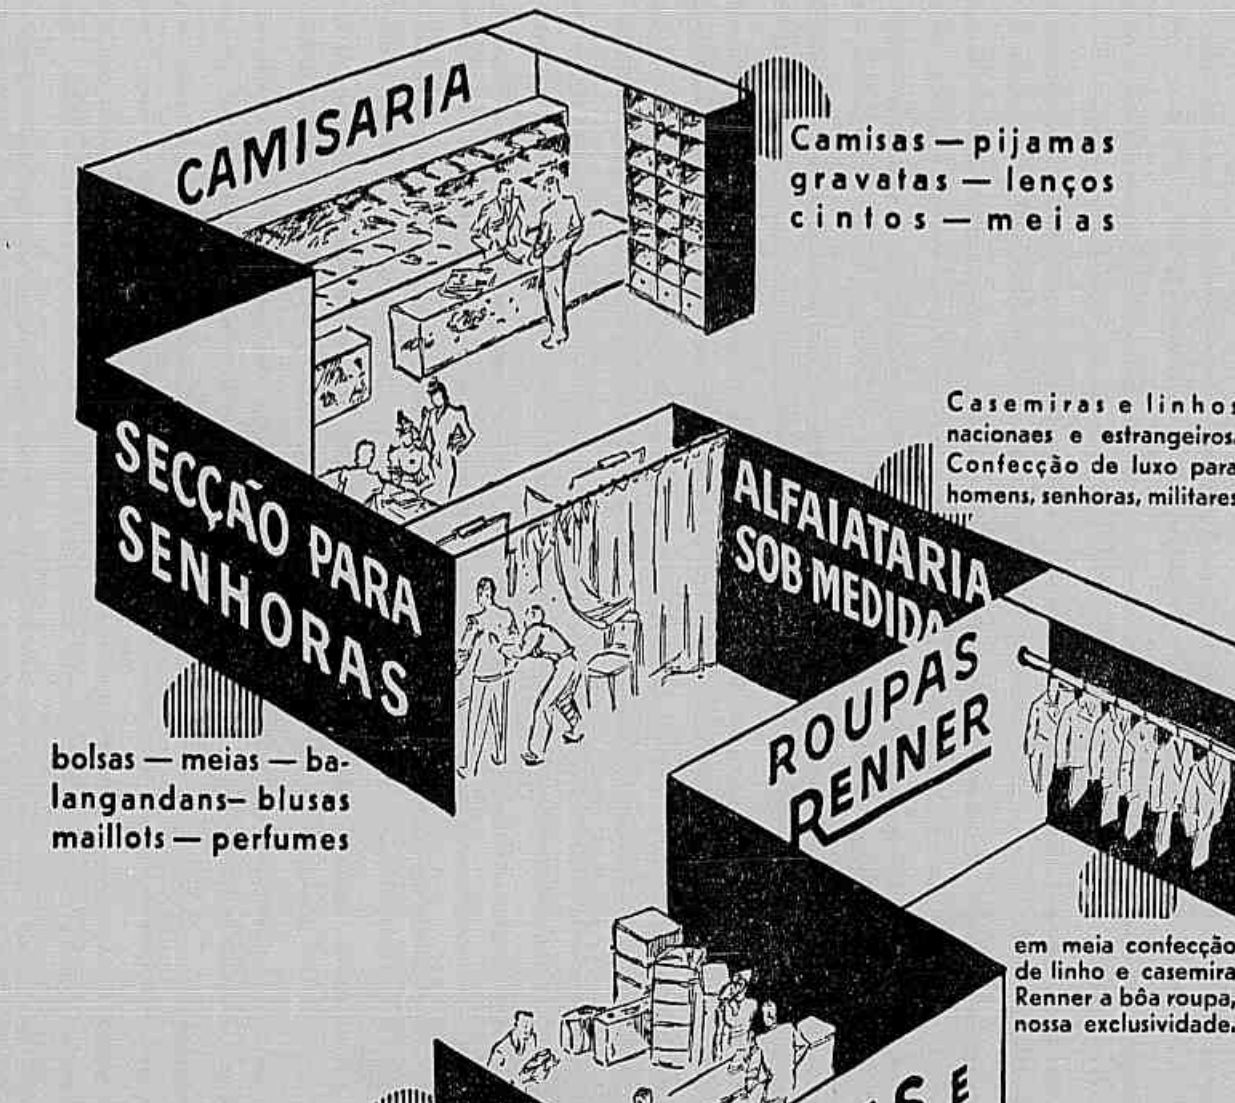 CAMISARIA
Camisas — pijamas
gravatas — lenços
cintos — meias
SECÇÃO PARA
SENHORAS
bolsas — meias — ba-
langandans — blusas
maillots — perfumes
Casemiras e linhos
nacionaes e estrangeiros.
Confecção de luxo para
homens, senhoras, militares
ALFAIATARIA
SOB MEDIDA
ROUPAS
RENNER
em meia confecção
de linho e casemira
Renner a bôa roupa,
nossa exclusividade.
S E